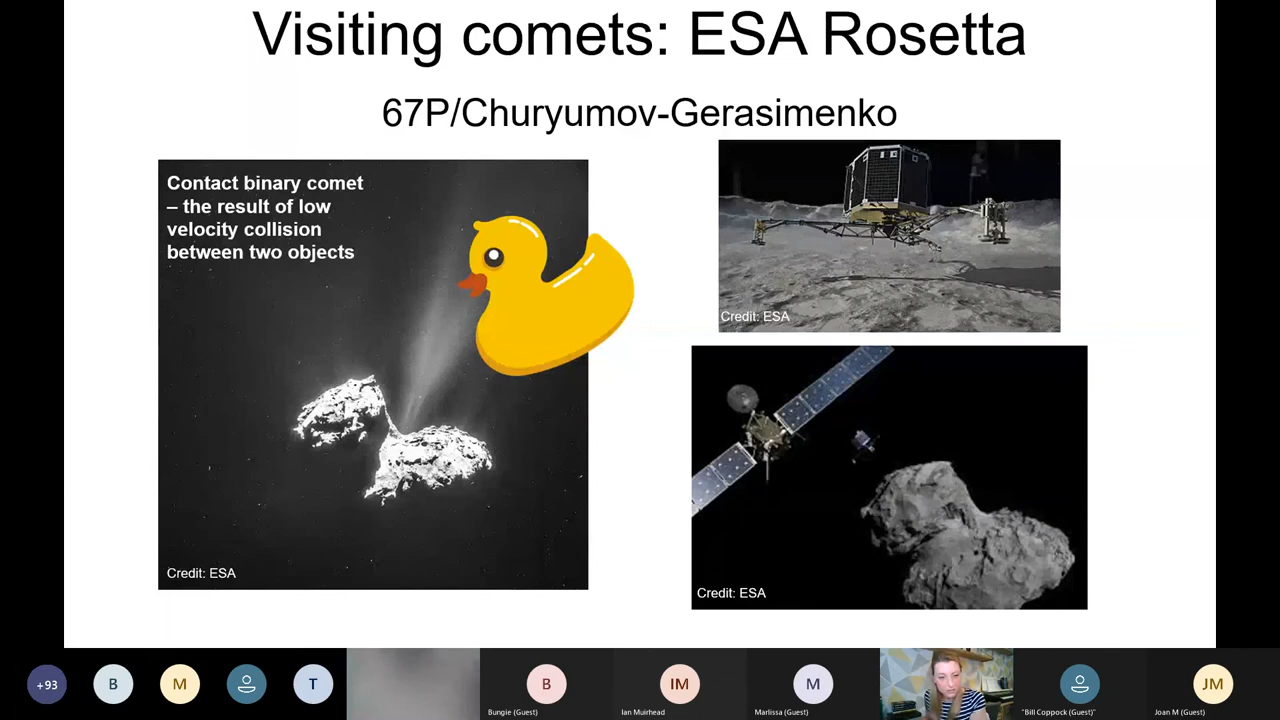 Visiting comets: ESA Rosetta
67P/Churyumov-Gerasimenko
Contact binary comet
– the result of low
velocity collision
between two objects
Credit: ESA
Credit: ESA
Credit: ESA
+93
B
M
T
B
IM
M
JM
Bungie (Guest)
Ian Muirhead
Marlissa (Guest)
"Bill Coppock (Guest)"
Joan M (Guest)